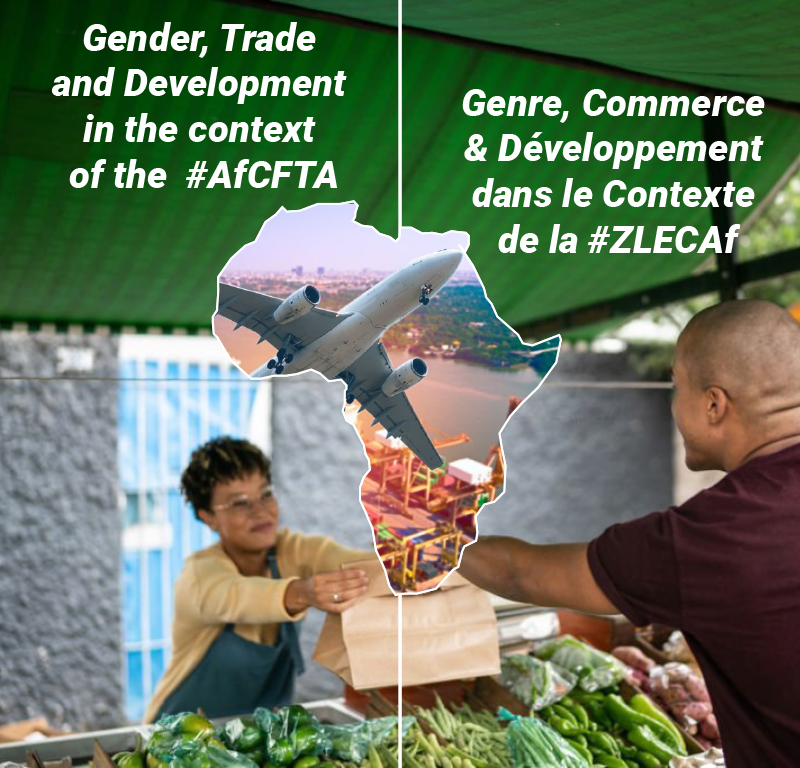 Gender, Trade
and Development
in the context
of the #AfCFTA
Genre, Commerce
& Développement
dans le Contexte
de la #ZLECAf